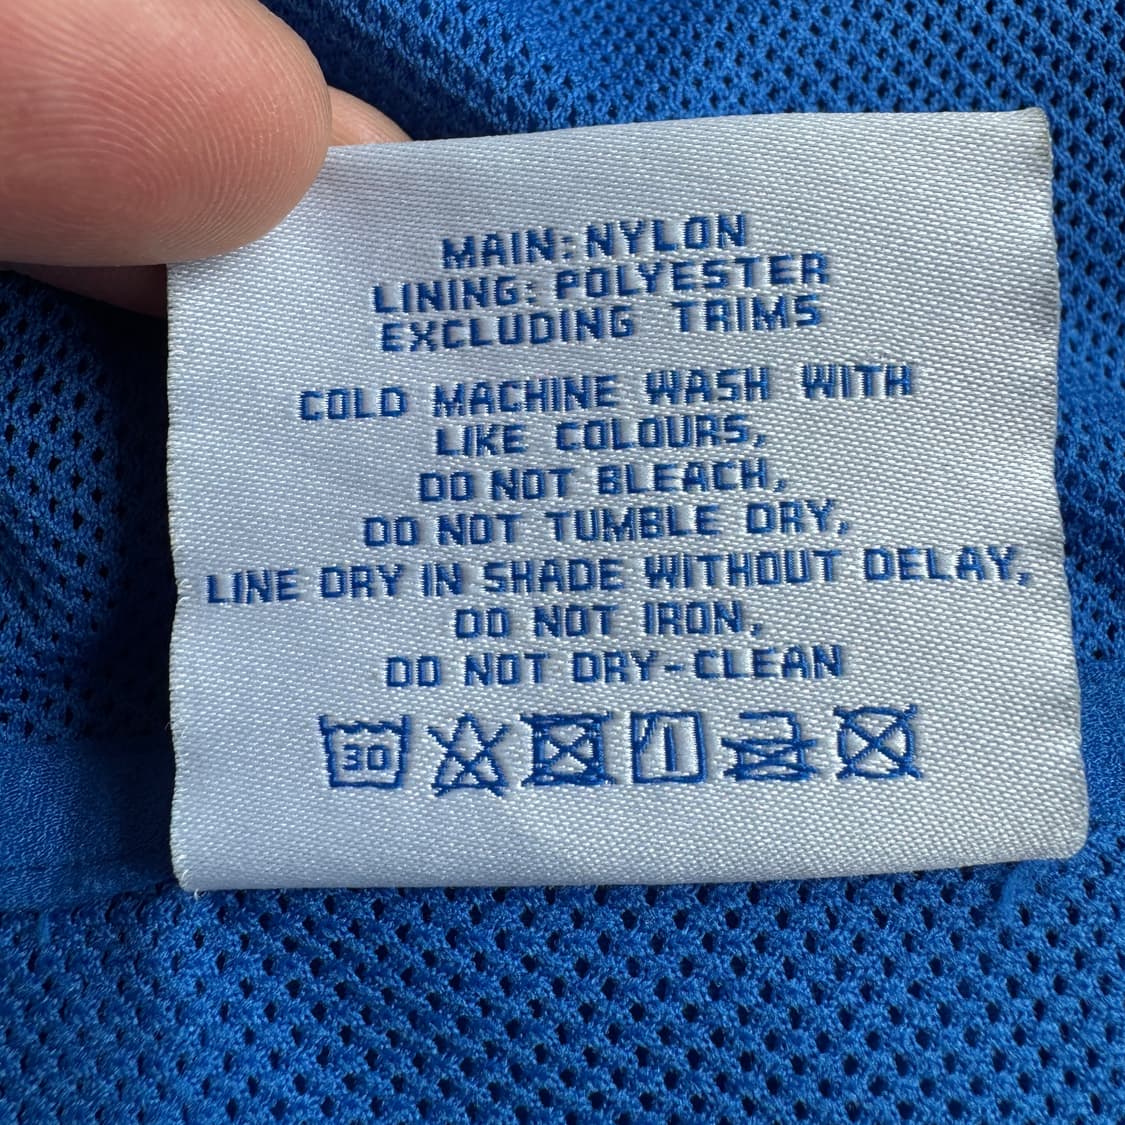 MAIN: NYLON
LINING: POLYESTER
EXCLUDING TRIMS
COLD MACHINE WASH WITH
LIKE COLOURS,
DO NOT BLEACH,
DO NOT TUMBLE DRY,
LINE DRY IN SHADE WITHOUT DELAY,
DO NOT IRON,
DO NOT DRY-CLEAN
30